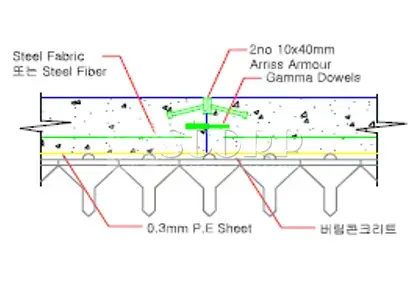 Steel Fabric
또는 Steel Fiber
2no 10x40mm
Arriss Armour
Gamma Dowels
0.3mm P.E Sheet
버림콘크리트